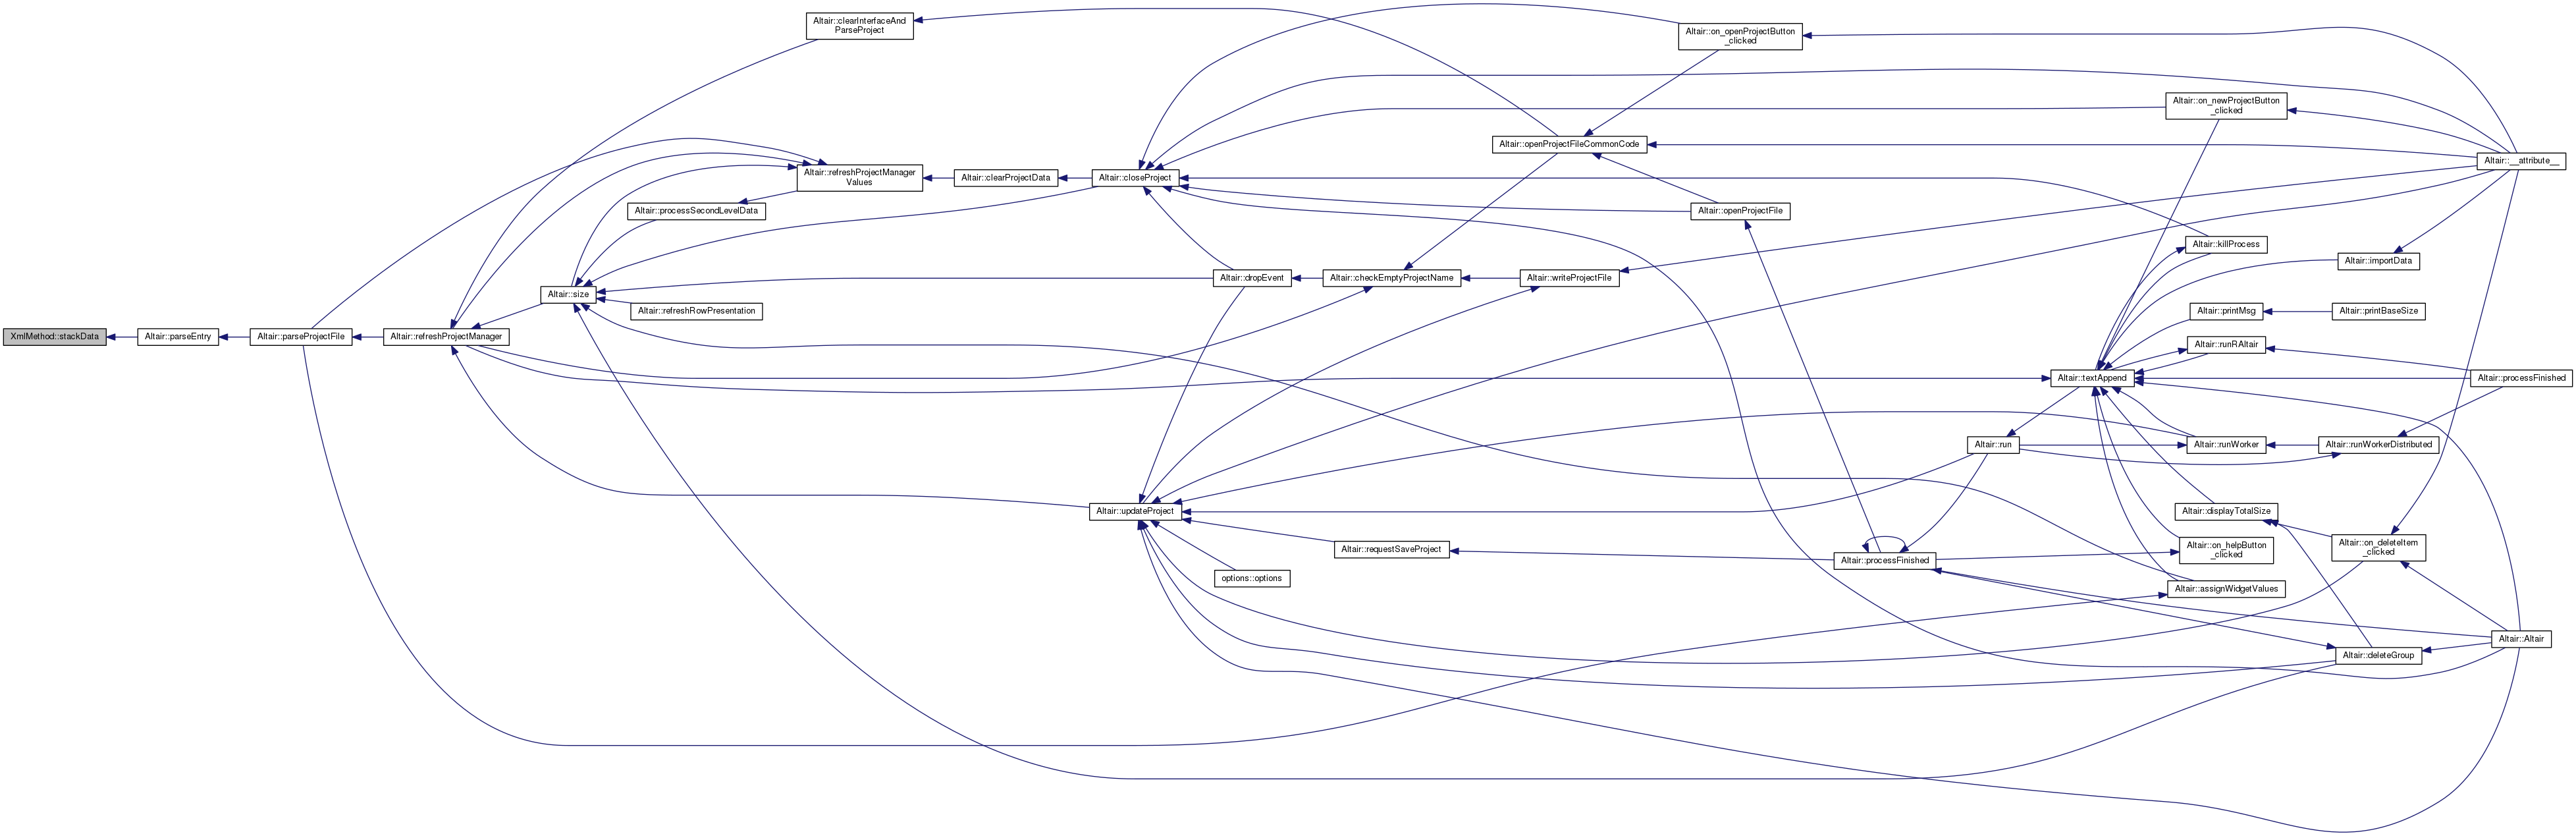 Altair::clearInterfaceAnd
ParseProject
Altair::on_openProjectButton
_clicked
Altair::on_newProjectButton
_clicked
Altair::openProjectFileCommonCode
Altair::__attribute__
Altair::refreshProjectManager
Values
Altair::clearProjectData
Altair::closeProject
Altair::processSecondLevelData
Altair::openProjectFile
Altair::killProcess
Altair::importData
Altair::dropEvent
Altair::checkEmptyProjectName
Altair::writeProjectFile
Altair::size
Altair::refreshRowPresentation
Altair::printMsg
Altair::printBaseSize
XmlMethod::stackData
Altair::parseEntry
Altair::parseProjectFile
Altair::refreshProjectManager
Altair::runRAltair
Altair::textAppend
Altair::processFinished
Altair::run
Altair::runWorker
Altair::runWorkerDistributed
Altair::updateProject
Altair::displayTotalSize
Altair::requestSaveProject
Altair::on_helpButton
_clicked
Altair::on_deleteItem
_clicked
Altair::processFinished
options::options
Altair::assignWidgetValues
Altair::Altair
Altair::deleteGroup